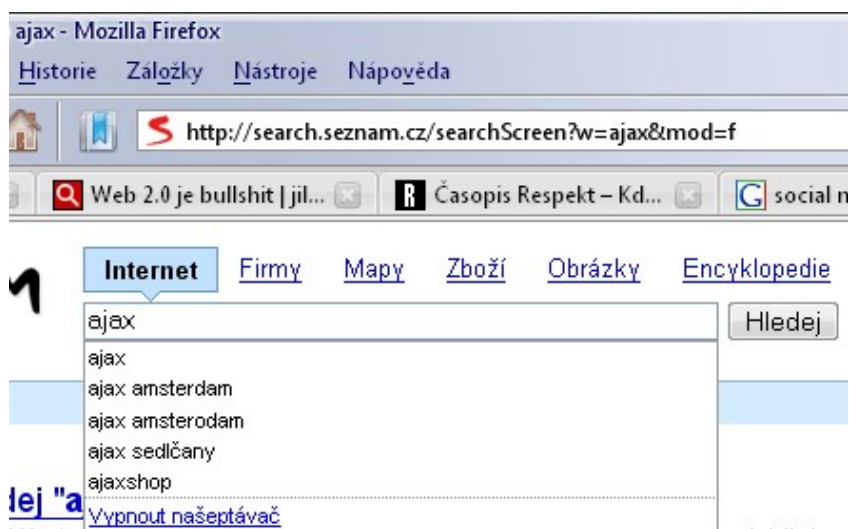 ajax - Mozilla Firefox
Historie Záložky Nástroje Nápověda
http://search.seznam.cz/searchScreen?w=ajax&mod=f
Web 2.0 je bullshit | jil... R Časopis Respekt – Kd... G social
Internet Firmy Mapy Zboží Obrázky Encyklopedie
ajax Hledej
ajax
ajax amsterdam
ajax amsterodam
ajax sedlčany
ajaxshop
Vypnout našeptávač